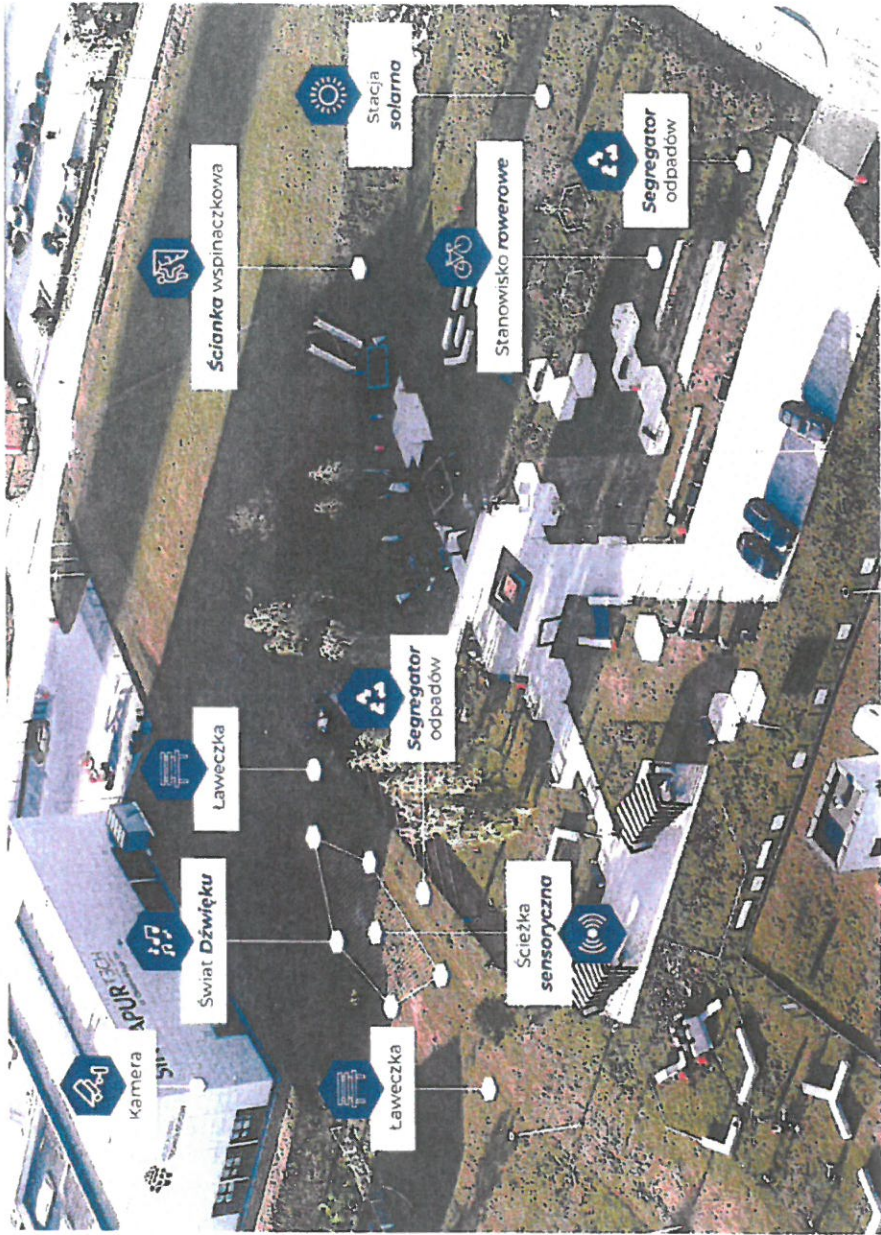 Kamera
Świat Dźwięku
Ławeczka
Ścianka wspinaczkowa
Stacja
solarna
Ławeczka
Ścieżka
sensoryczna
Segregator
odpadów
Stanowisko rowerowe
Segregator
odpadów